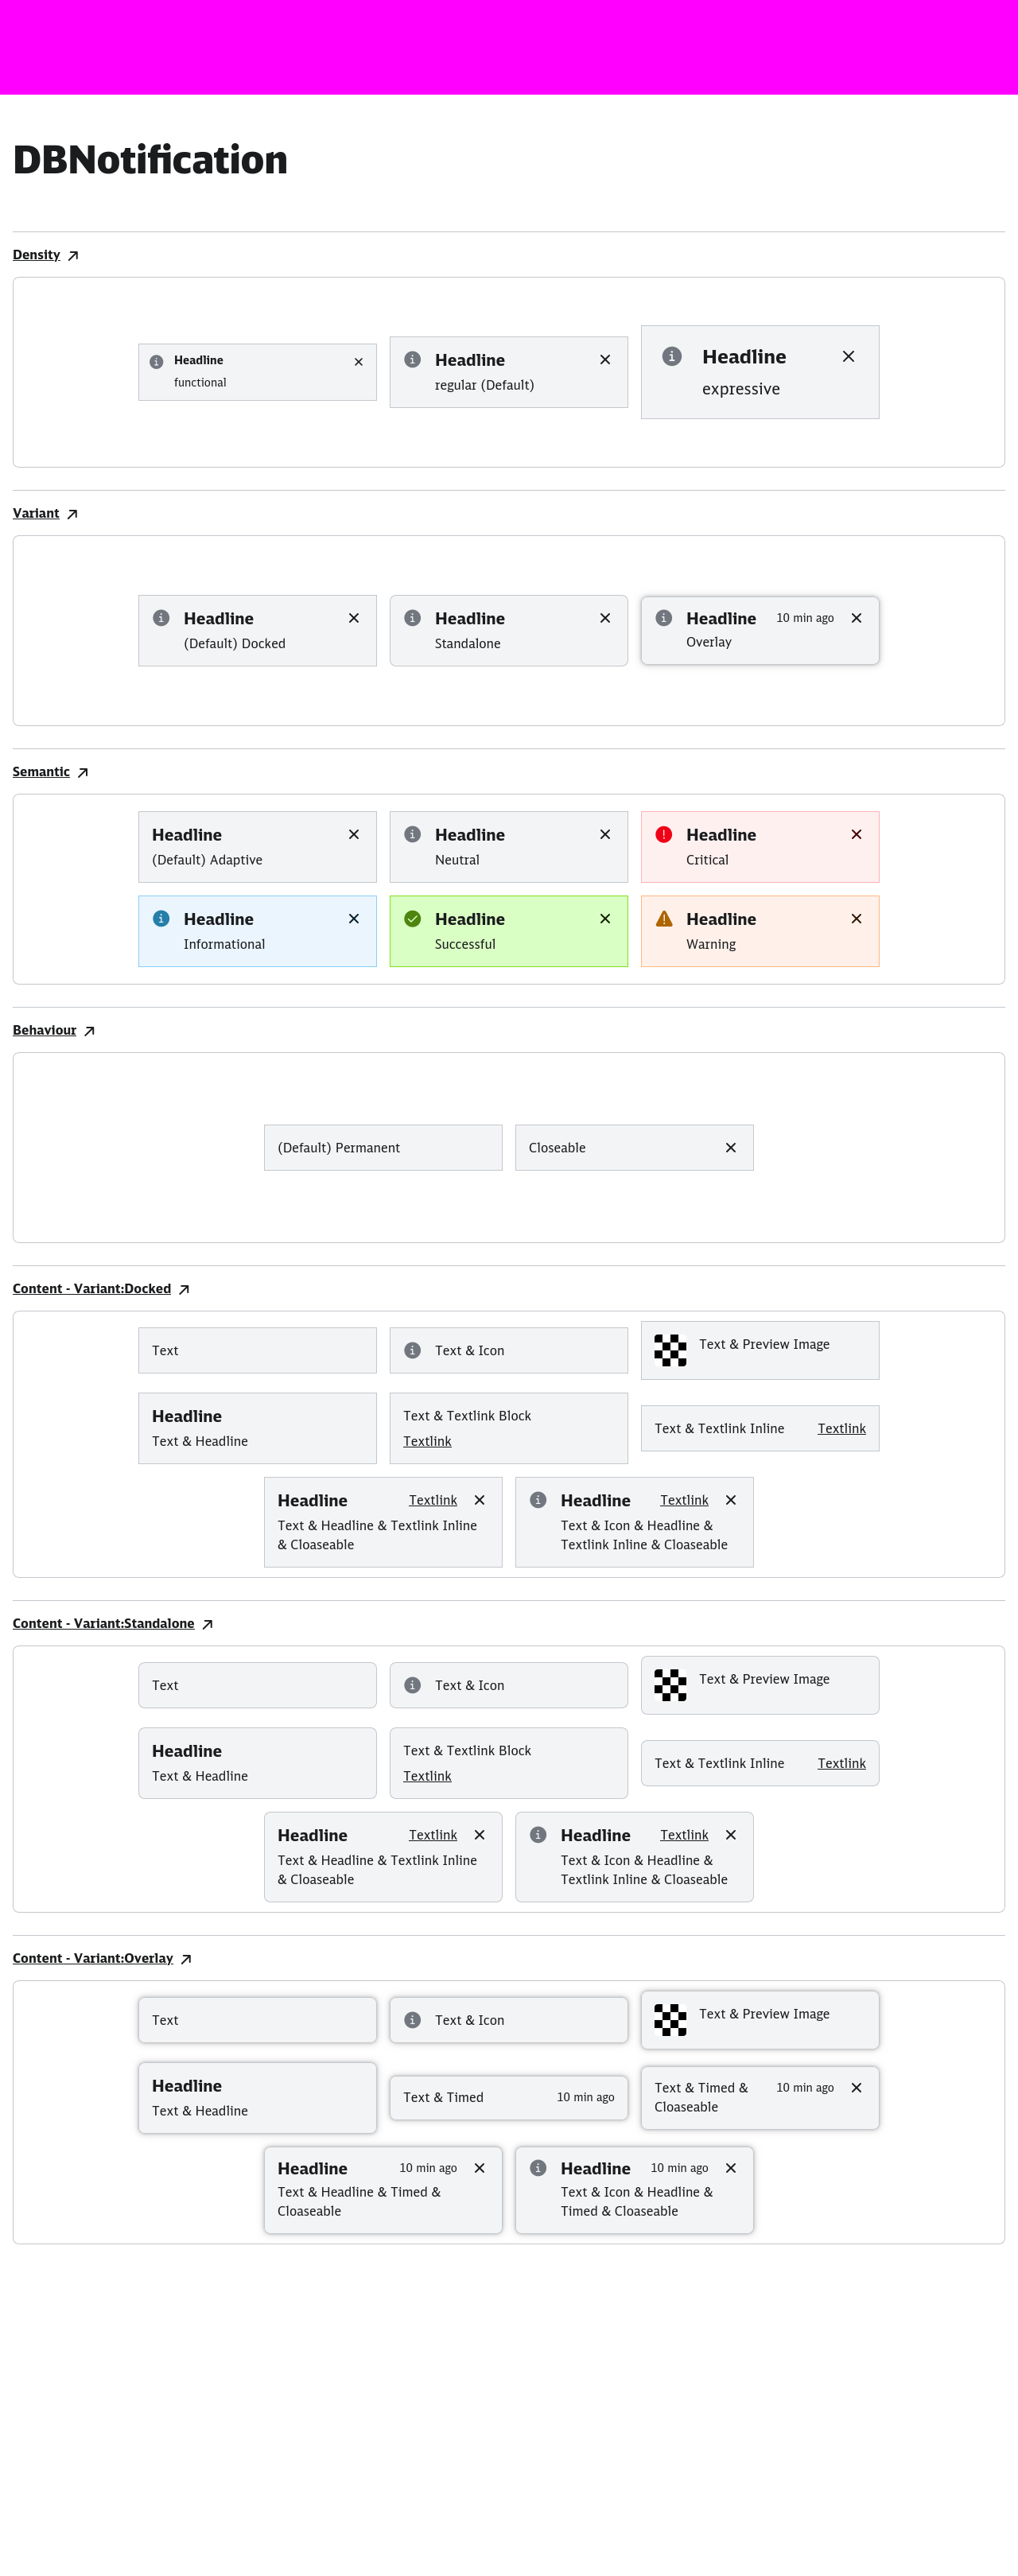 DBNotification
Density
Headline
functional
Headline
regular (Default)
Headline
expressive
Variant
Headline
(Default) Docked
Headline
Standalone
Headline 10 min ago
Overlay
Semantic
Headline
(Default) Adaptive
Headline
Neutral
Headline
Critical
Headline
Informational
Headline
Successful
Headline
Warning
Behaviour
(Default) Permanent
Closeable
Content - Variant:Docked
Text
Text & Icon
Text & Preview Image
Headline
Text & Headline
Text & Textlink Block
Textlink
Text & Textlink Inline Textlink
Headline Textlink
Text & Headline & Textlink Inline
& Cloaseable
Headline Textlink
Text & Icon & Headline &
Textlink Inline & Cloaseable
Content - Variant:Standalone
Text
Text & Icon
Text & Preview Image
Headline
Text & Headline
Text & Textlink Block
Textlink
Text & Textlink Inline Textlink
Headline Textlink
Text & Headline & Textlink Inline
& Cloaseable
Headline Textlink
Text & Icon & Headline &
Textlink Inline & Cloaseable
Content - Variant:Overlay
Text
Text & Icon
Text & Preview Image
Headline
Text & Headline
Text & Timed 10 min ago
Text & Timed & 10 min ago
Cloaseable
Headline 10 min ago
Text & Headline & Timed &
Cloaseable
Headline 10 min ago
Text & Icon & Headline &
Timed & Cloaseable